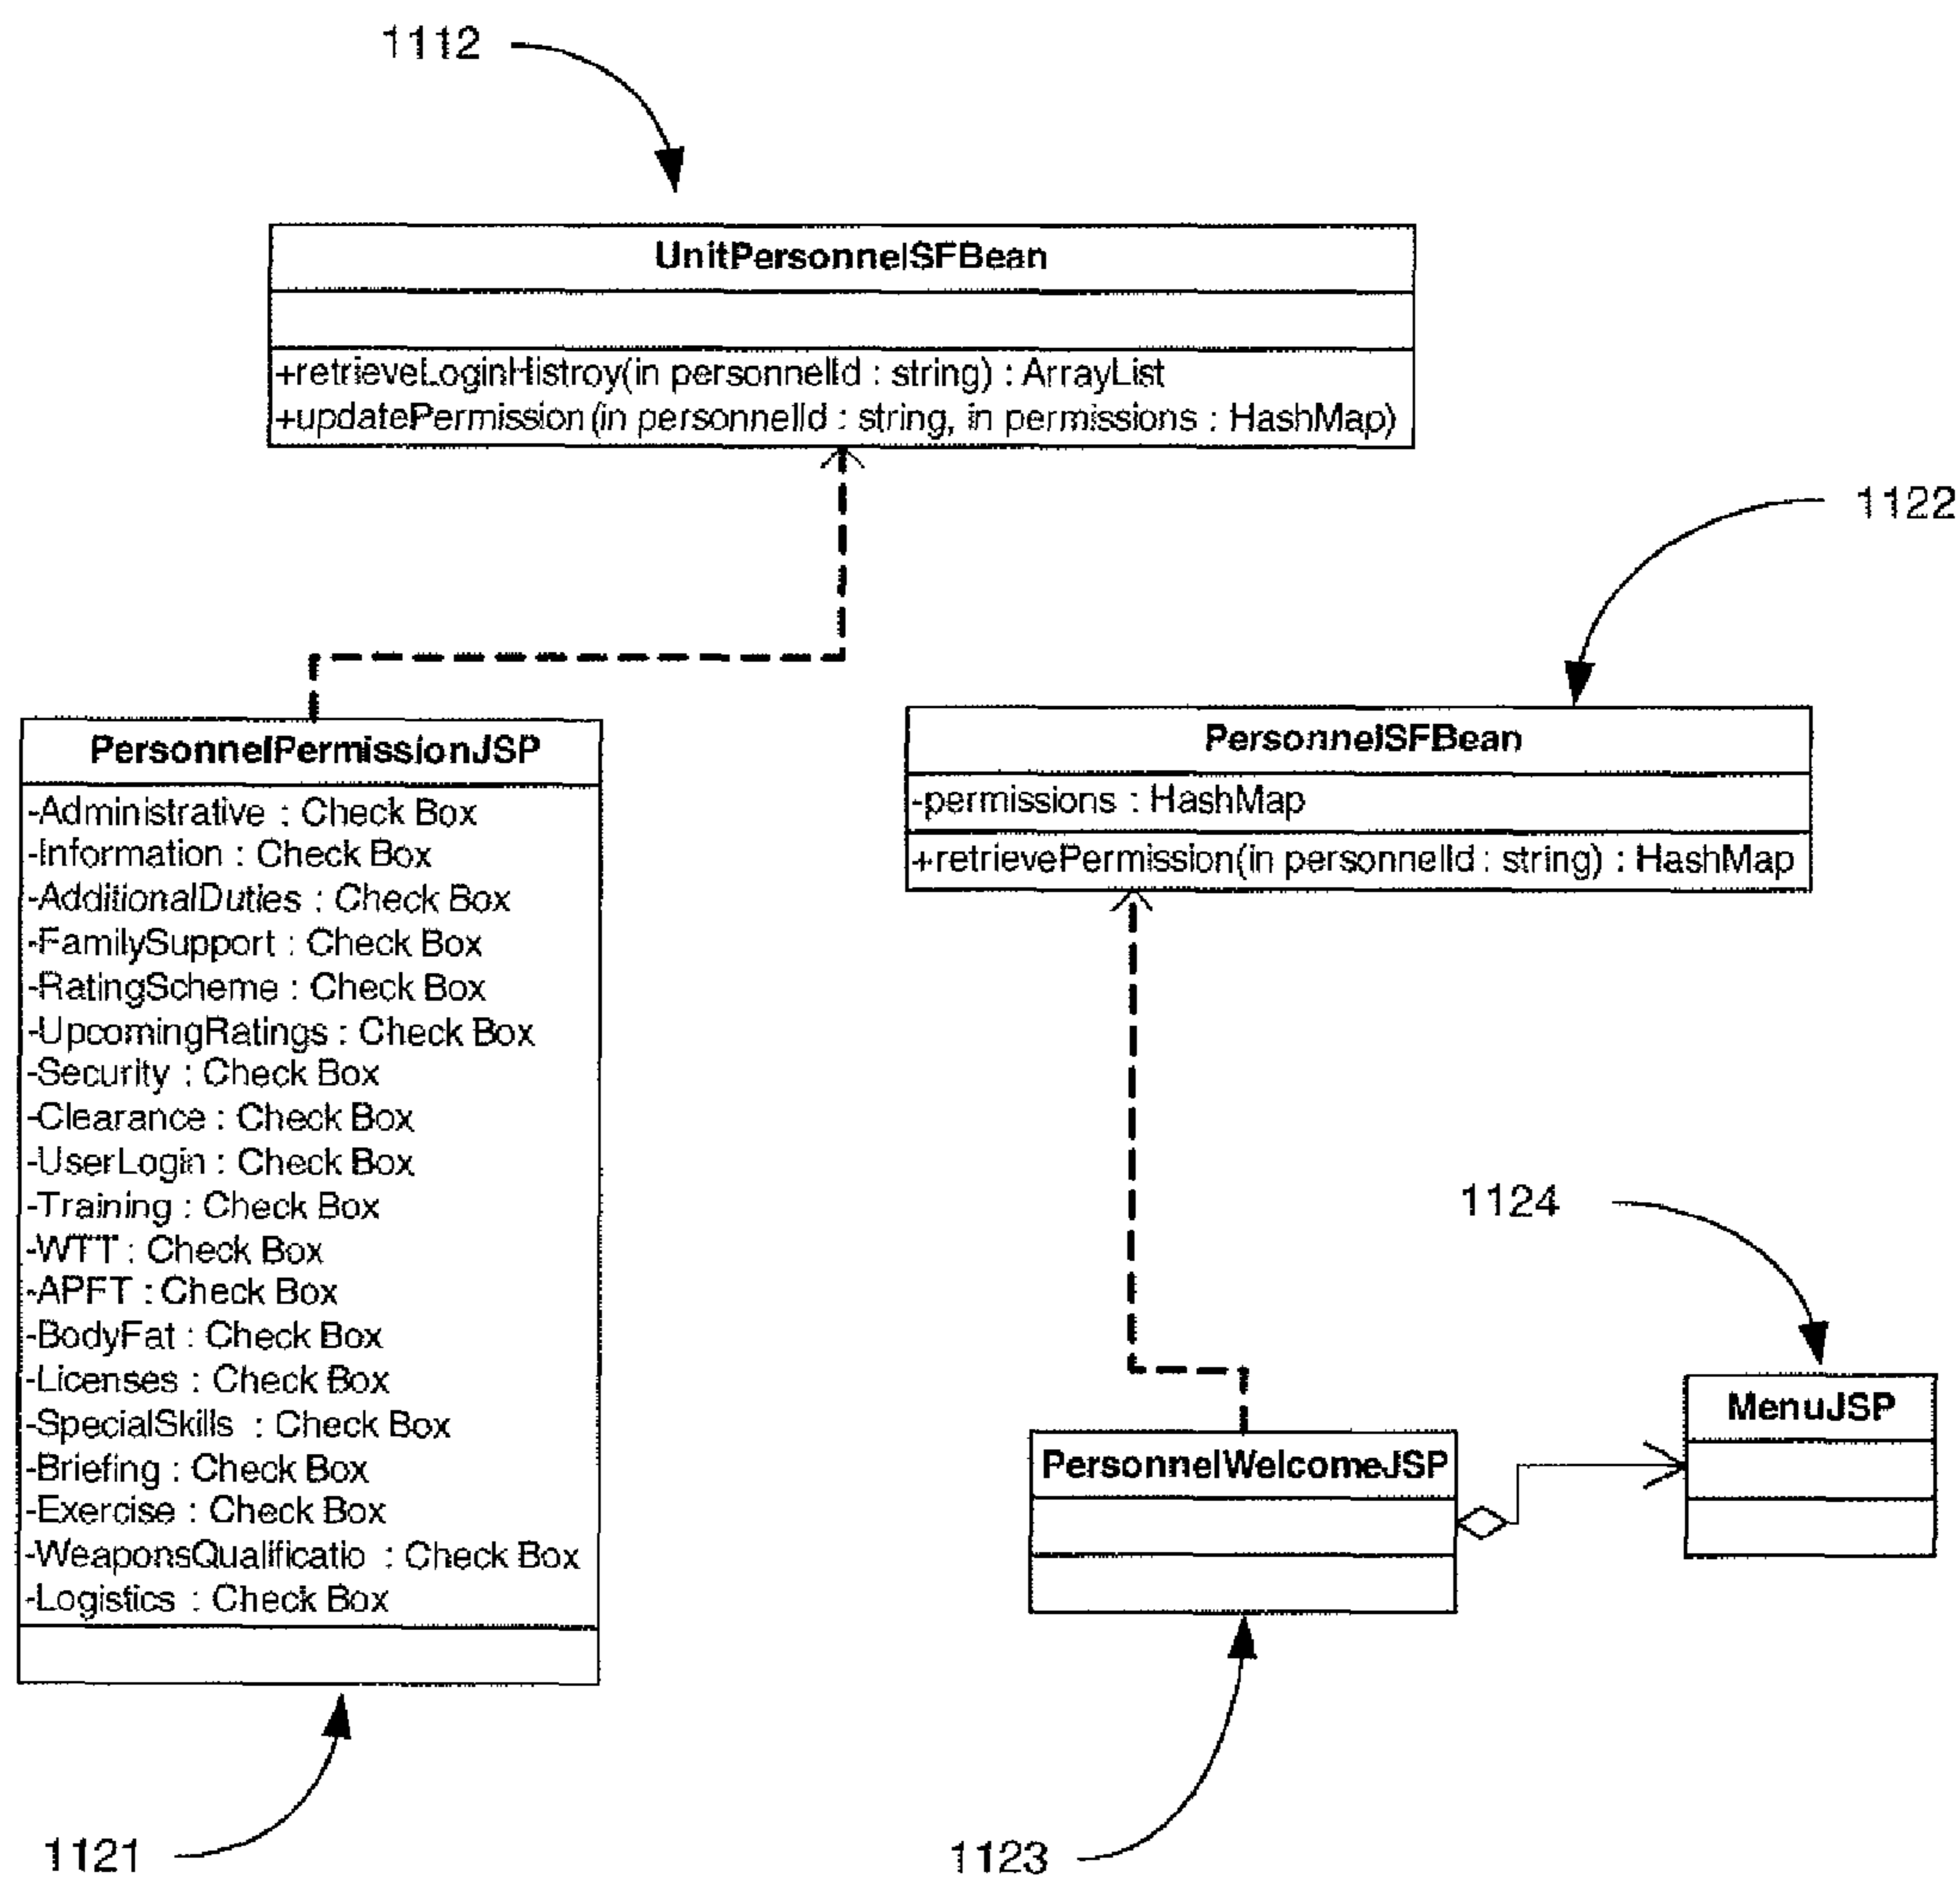 1112
UnitPersonnelSFBean
+retrieveLoginHistroy(in personnelId : string) : ArrayList
+updatePermission(in personnelId : string, in permissions : HashMap)
1122
PersonnelPermissionJSP
-Administrative : Check Box
-Information : Check Box
-AdditionalDuties : Check Box
-FamilySupport : Check Box
-RatingScheme : Check Box
-UpcomingRatings : Check Box
-Security : Check Box
-Clearance : Check Box
-UserLogin : Check Box
-Training : Check Box
-WTT : Check Box
-APFT : Check Box
-BodyFat : Check Box
-Licenses : Check Box
-SpecialSkills : Check Box
-Briefing : Check Box
-Exercise : Check Box
-WeaponsQualificatio : Check Box
-Logistics : Check Box
PersonnelSFBean
-permissions : HashMap
+retrievePermission(in personnelId : string) : HashMap
1124
MenuJSP
PersonnelWelcomeJSP
1121
1123